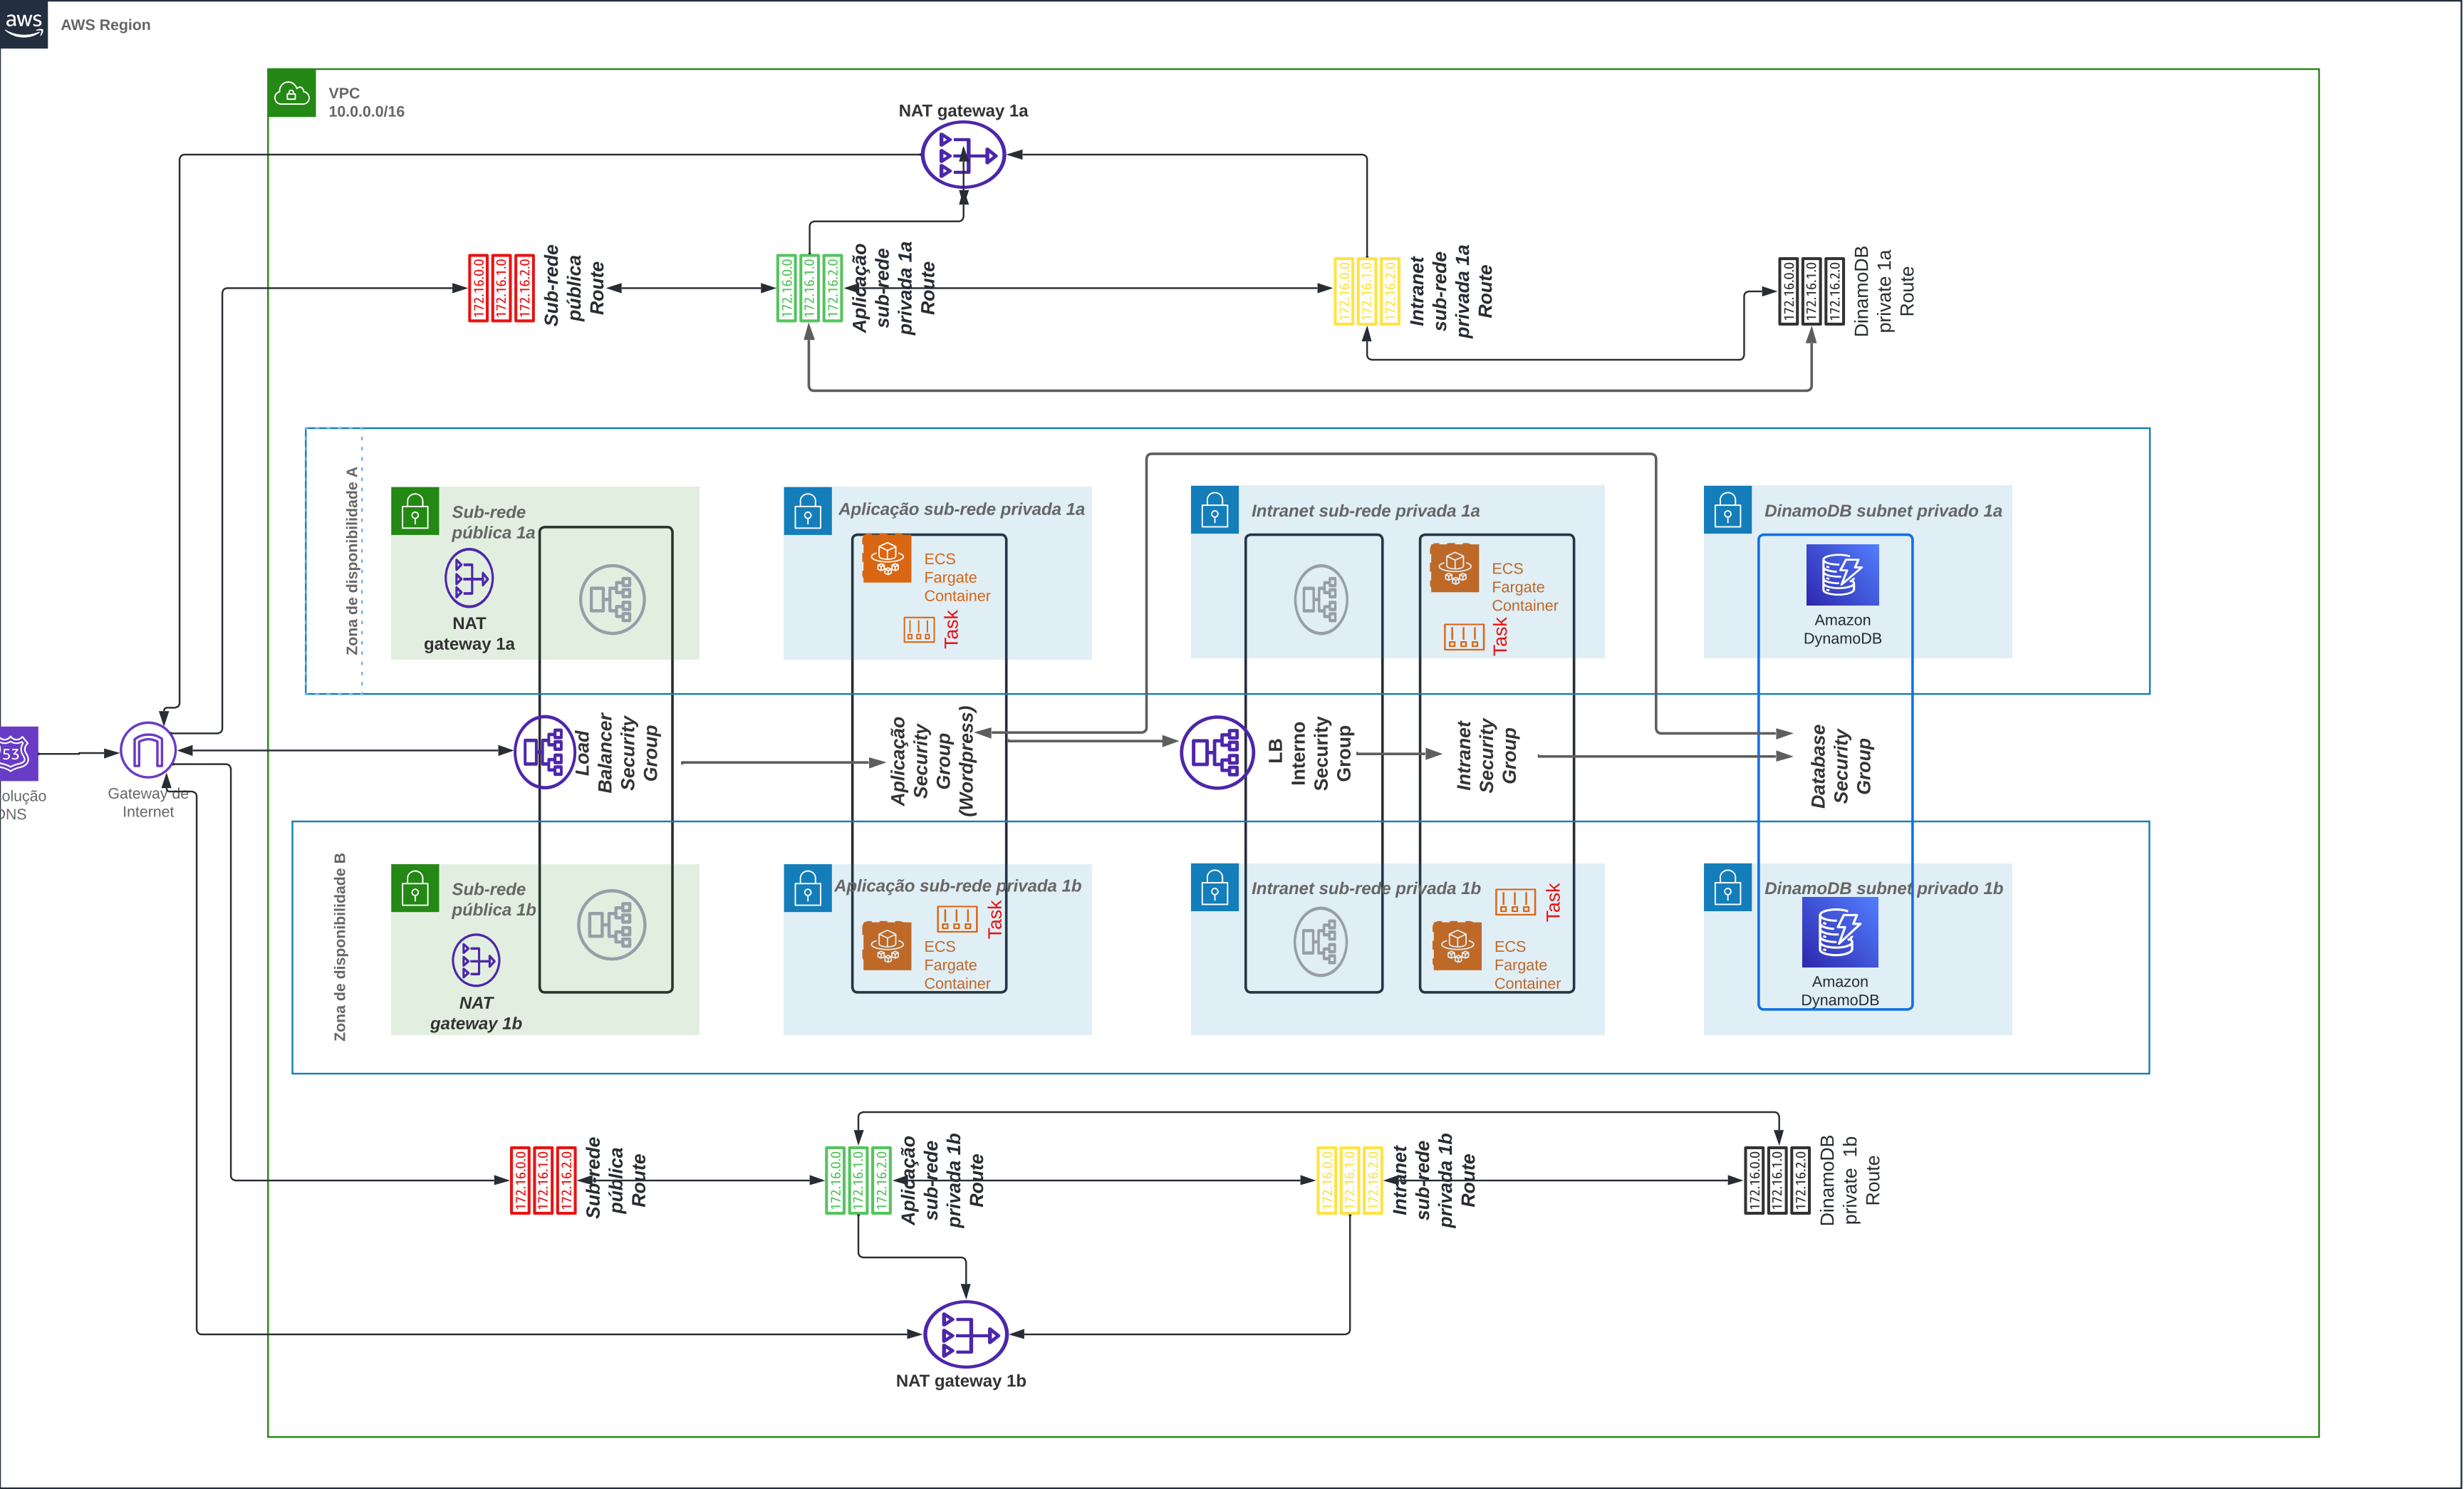 aws
AWS Region
VPC
10.0.0.0/16
NAT gateway 1a
172.16.0.0
172.16.1.0
172.16.2.0
Sub-rede
pública
Route
172.16.0.0
172.16.1.0
172.16.2.0
Aplicação
sub-rede
privada 1a
Route
172.16.0.0
172.16.1.0
172.16.2.0
Intranet
sub-rede
privada 1a
Route
172.16.0.0
172.16.1.0
172.16.2.0
DinamoDB
private 1a
Route
Zona de disponibilidade A
Sub-rede
pública 1a
NAT
gateway 1a
Aplicação sub-rede privada 1a
ECS
Fargate
Container
Task
Intranet sub-rede privada 1a
ECS
Fargate
Container
Task
DinamoDB subnet privado 1a
Amazon
DynamoDB
53
olução
DNS
Gateway de
Internet
Load
Balancer
Security
Group
Aplicação
Security
Group
(Wordpress)
LB
Interno
Security
Group
Intranet
Security
Group
Database
Security
Group
Zona de disponibilidade B
Sub-rede
pública 1b
NAT
gateway 1b
Aplicação sub-rede privada 1b
Task
ECS
Fargate
Container
Intranet sub-rede privada 1b
Task
ECS
Fargate
Container
DinamoDB subnet privado 1b
Amazon
DynamoDB
172.16.0.0
172.16.1.0
172.16.2.0
Sub-rede
pública
Route
172.16.0.0
172.16.1.0
172.16.2.0
Aplicação
sub-rede
privada 1b
Route
172.16.0.0
172.16.1.0
172.16.2.0
Intranet
sub-rede
privada 1b
Route
172.16.0.0
172.16.1.0
172.16.2.0
DinamoDB
private 1b
Route
NAT gateway 1b